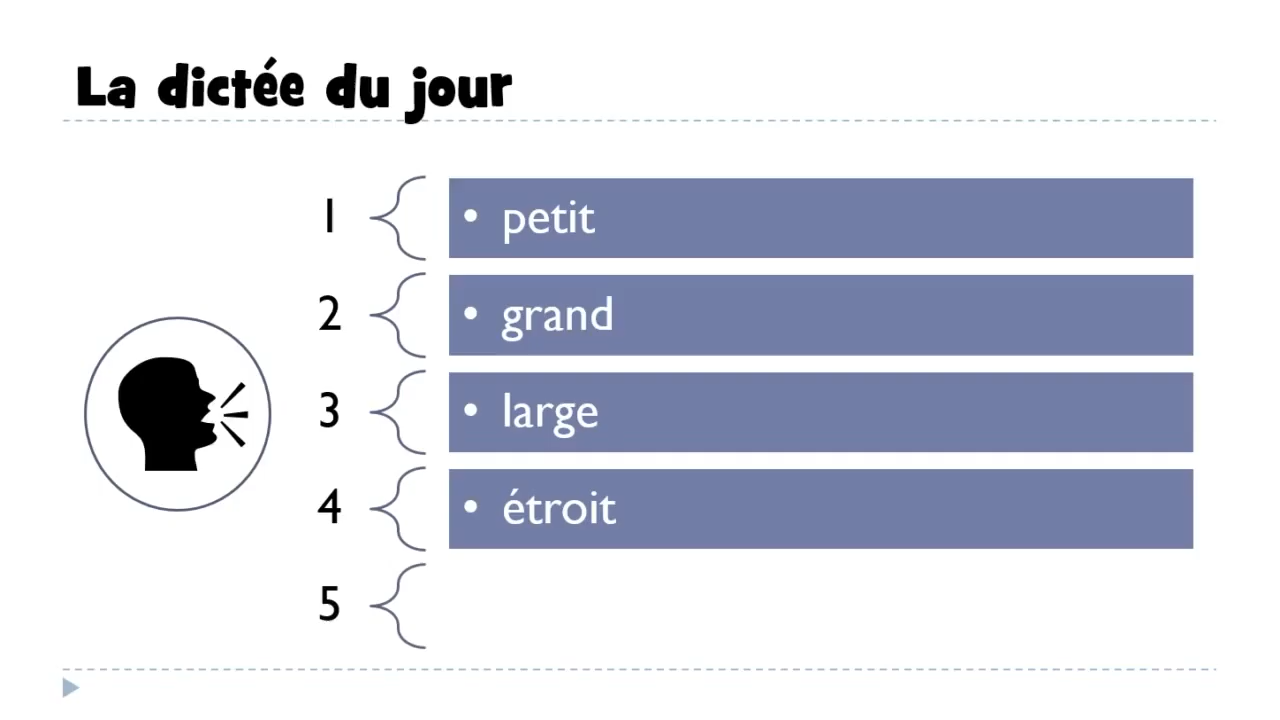 La dictée du jour
1 • petit
2 • grand
3 • large
4 • étroit
5